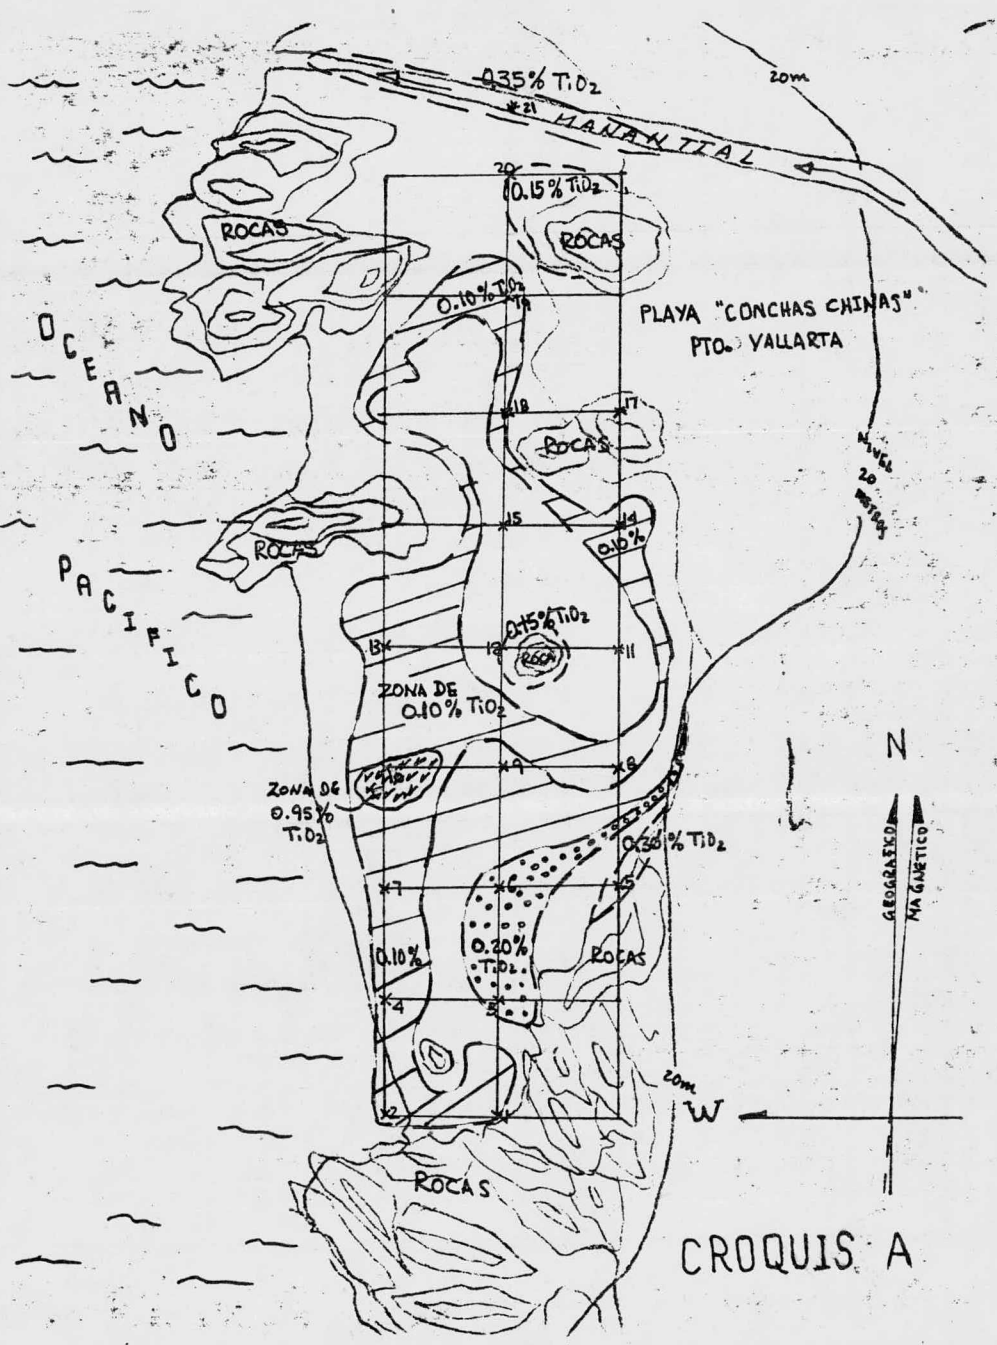 0.35% TiO2
20m
*21
MANANTIAL
20
0.15% TiO2
ROCAS
ROCAS
0.10% TiO2
19
PLAYA "CONCHAS CHINAS"
PTO. VALLARTA
OCEANO
18
17
ROCAS
NIVEL
20
METROS
15
14
ROCAS
0.10%
PACIFICO
0.15% TiO2
13
12
11
ROCA
ZONA DE
0.10% TiO2
N
9
8
10
ZONA DE
0.95%
TiO2
0.30% TiO2
GEOGRAFICO
MAGNETICO
7
6
5
0.10%
0.20%
TiO2
ROCAS
4
3
20m
2
1
W
ROCAS
CROQUIS A